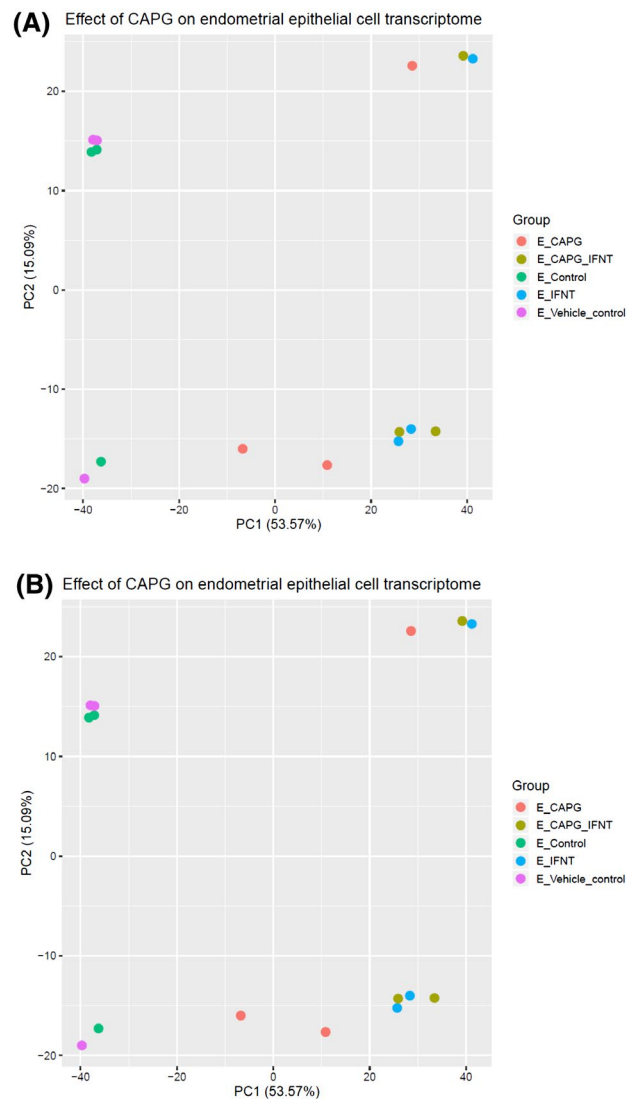 (A) Effect of CAPG on endometrial epithelial cell transcriptome
20
10
0
−10
−20
PC2 (15.09%)
−40
−20
0
20
40
PC1 (53.57%)
Group
E_CAPG
E_CAPG_IFNT
E_Control
E_IFNT
E_Vehicle_control
(B) Effect of CAPG on endometrial epithelial cell transcriptome
20
10
0
−10
−20
PC2 (15.09%)
−40
−20
0
20
40
PC1 (53.57%)
Group
E_CAPG
E_CAPG_IFNT
E_Control
E_IFNT
E_Vehicle_control